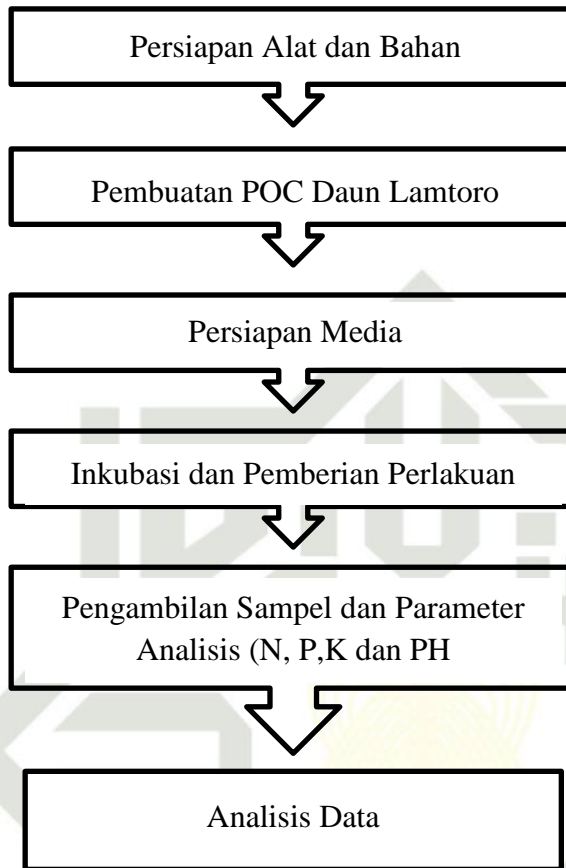 Persiapan Alat dan Bahan
Pembuatan POC Daun Lamtoro
Persiapan Media
Inkubasi dan Pemberian Perlakuan
Pengambilan Sampel dan Parameter
Analisis (N, P,K dan PH
Analisis Data